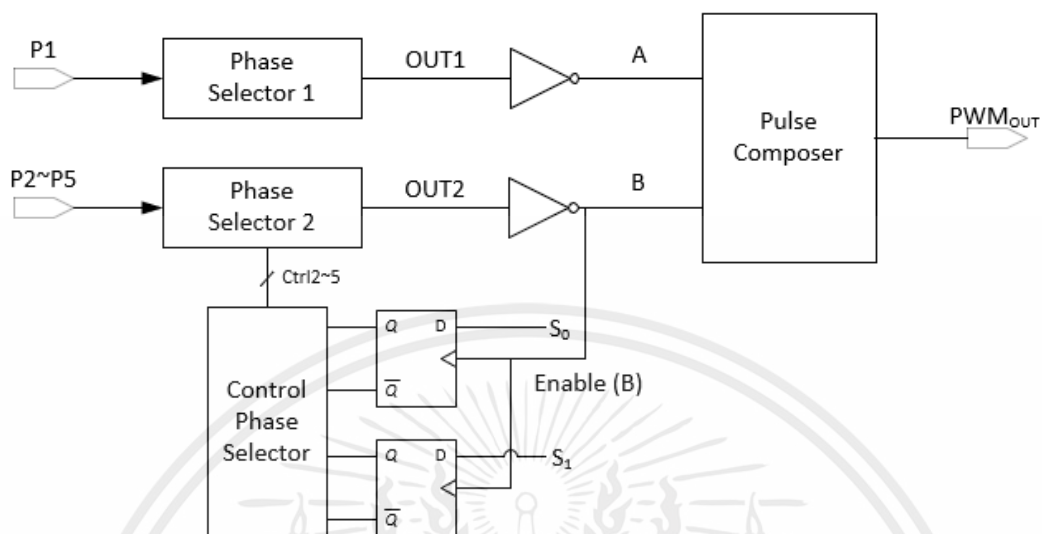 P1
Phase
Selector 1
OUT1
A
Pulse
Composer
PWMOUT
P2~P5
Phase
Selector 2
OUT2
B
Ctrl2~5
Control
Phase
Selector
Q D
Q̅
S0
Enable (B)
Q D
Q̅
S1